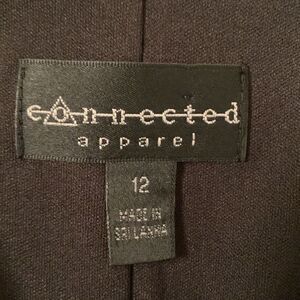 connected
apparel
12
MADE IN
SRI LANKA